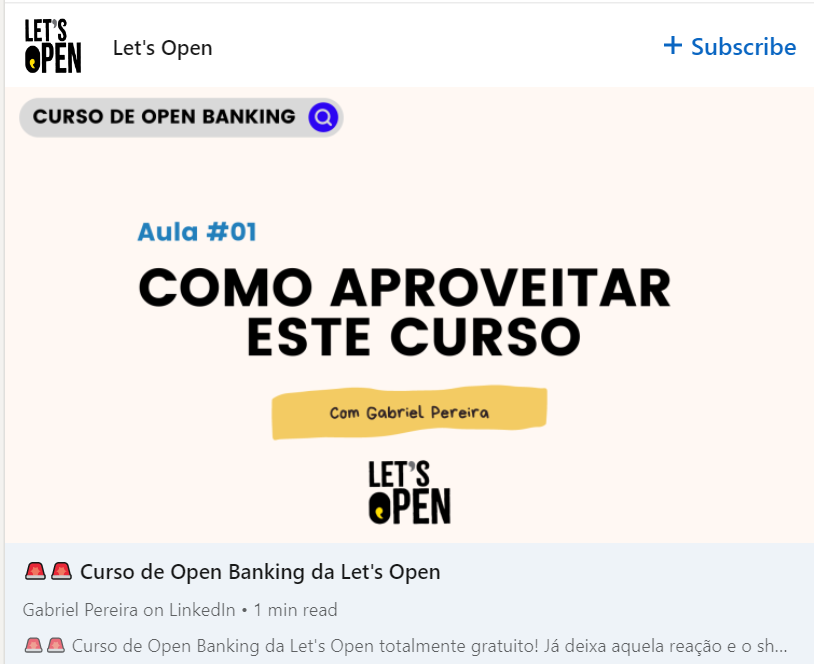 LET'S
OPEN
Let's Open
+ Subscribe
CURSO DE OPEN BANKING
Aula #01
COMO APROVEITAR
ESTE CURSO
Com Gabriel Pereira
LET'S
OPEN
🚨🚨 Curso de Open Banking da Let's Open
Gabriel Pereira on LinkedIn • 1 min read
🚨🚨 Curso de Open Banking da Let's Open totalmente gratuito! Já deixa aquela reação e o sh...